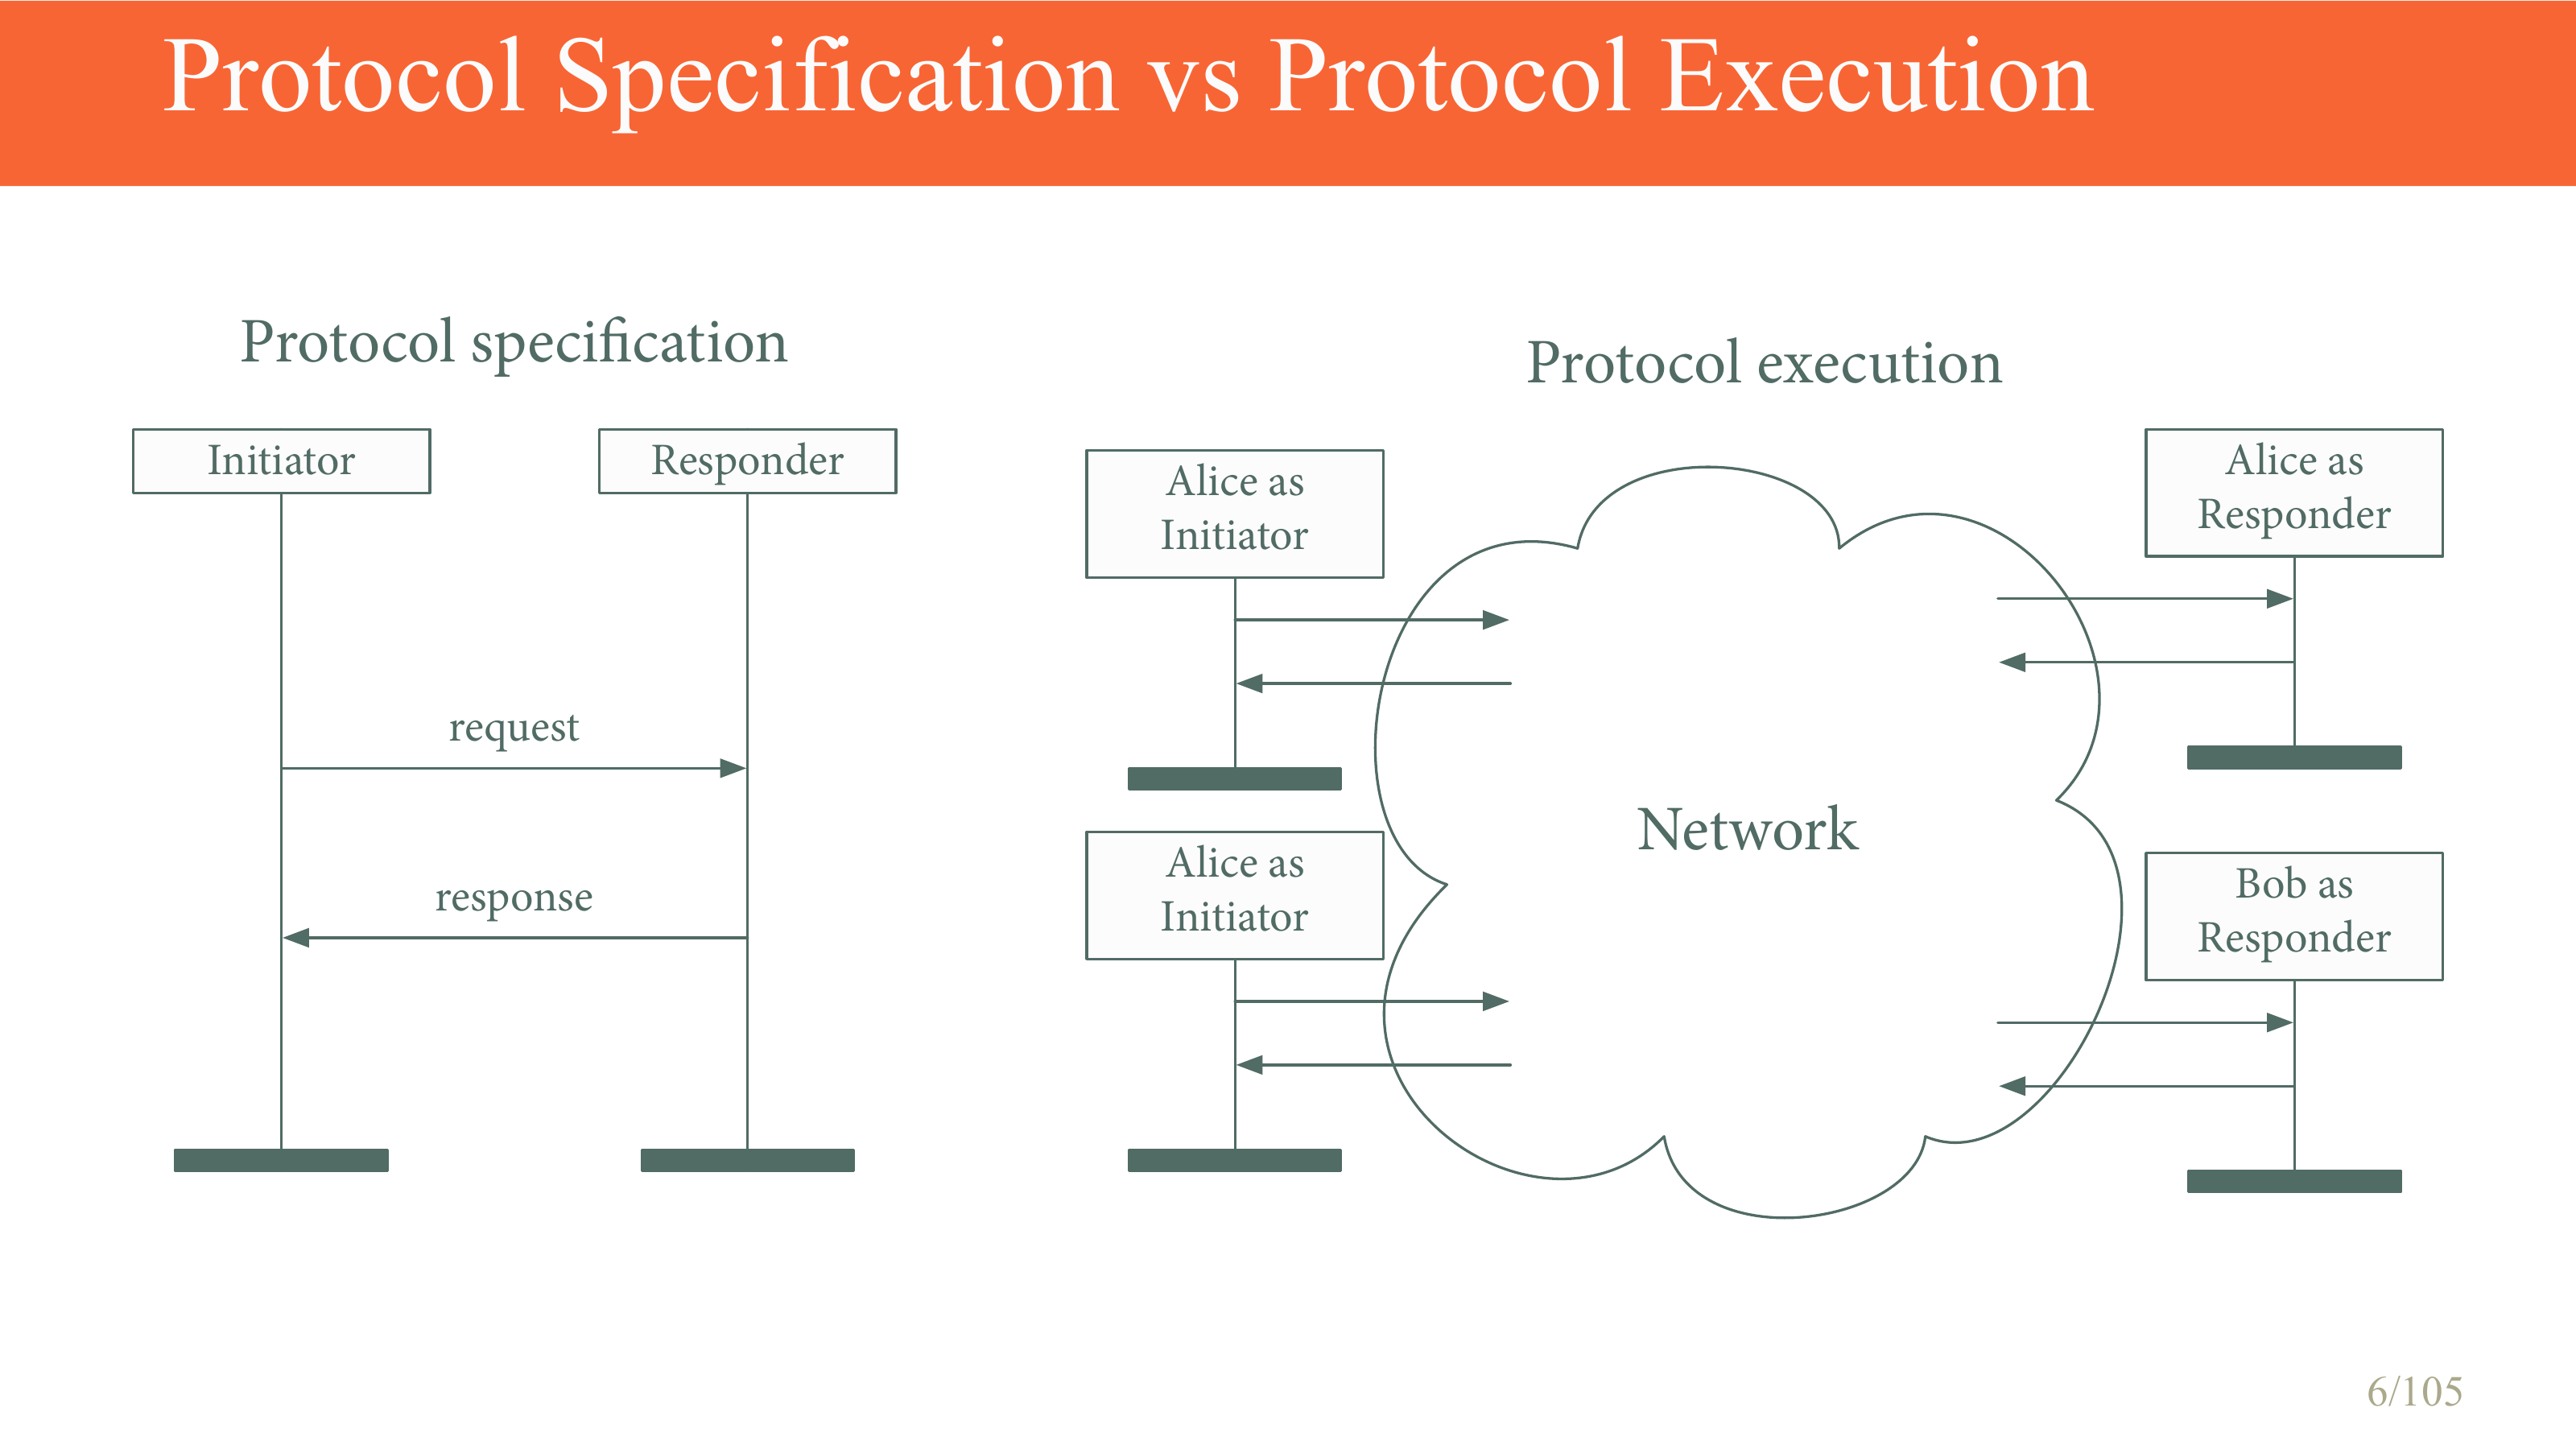 Protocol Specification vs Protocol Execution
Protocol specification
Initiator
Responder
request
response
Protocol execution
Alice as
Initiator
Alice as
Initiator
Network
Alice as
Responder
Bob as
Responder
6/105